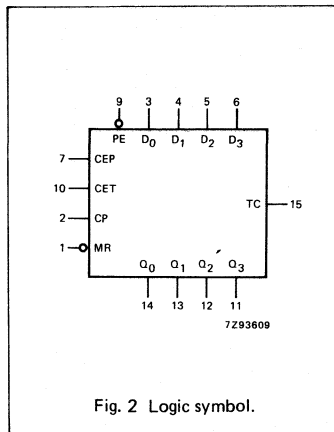 9 3 4 5 6
PE D0 D1 D2 D3
7 CEP
10 CET
TC 15
2 CP
1 MR
Q0 Q1 Q2 Q3
14 13 12 11
7Z93609
Fig. 2 Logic symbol.